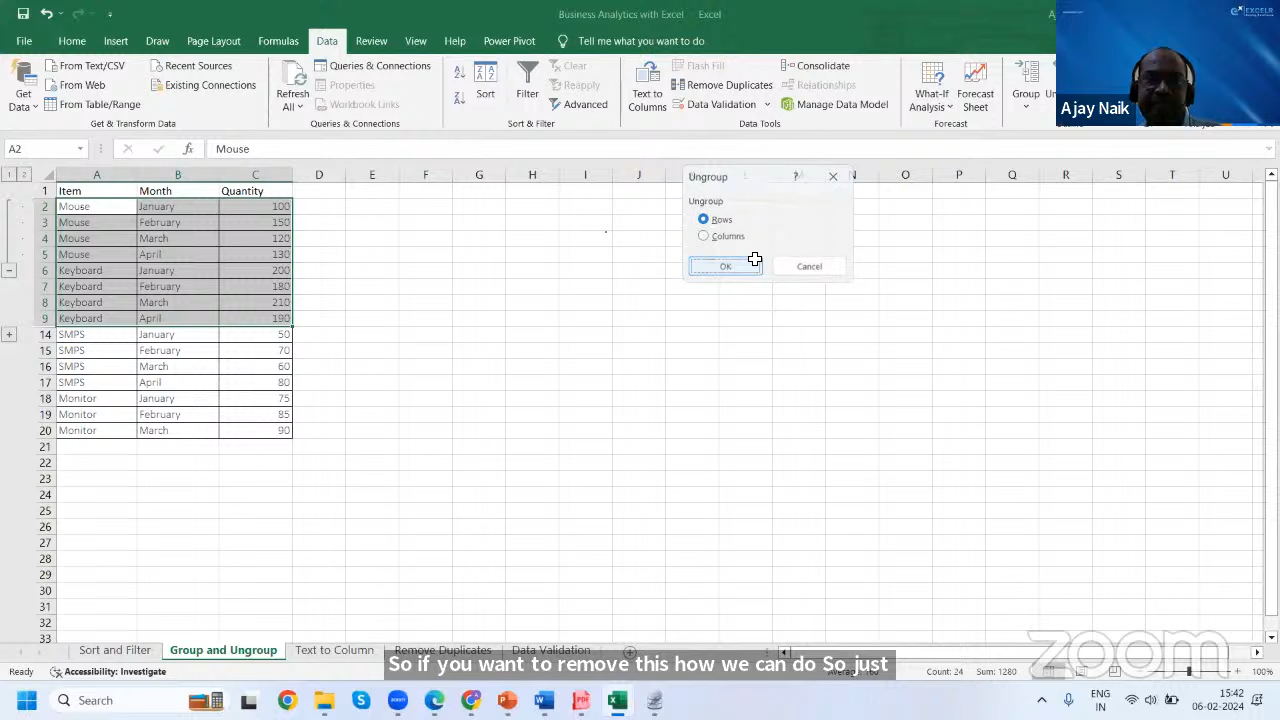 Business Analytics with Excel - Excel
File Home Insert Draw Page Layout Formulas Data Review View Help Power Pivot Tell me what you want to do
EXCELR
Ajay Naik
Get Data
From Text/CSV
From Web
From Table/Range
Recent Sources
Existing Connections
Get & Transform Data
Refresh All
Queries & Connections
Properties
Workbook Links
Queries & Connections
Sort
Filter
Clear
Reapply
Advanced
Sort & Filter
Text to Columns
Flash Fill
Remove Duplicates
Data Validation
Consolidate
Relationships
Manage Data Model
Data Tools
What-If Analysis
Forecast Sheet
Forecast
Group
A2 fx Mouse
1 2 A B C D E F G H I J N O P Q R S T U
1 Item Month Quantity
2 Mouse January 100
3 Mouse February 150
4 Mouse March 120
5 Mouse April 130
6 Keyboard January 200
7 Keyboard February 180
8 Keyboard March 210
9 Keyboard April 190
14 SMPS January 50
15 SMPS February 70
16 SMPS March 60
17 SMPS April 80
18 Monitor January 75
19 Monitor February 85
20 Monitor March 90
21
22
23
24
25
26
27
28
29
30
31
32
33
Ungroup ?
Ungroup
Rows
Columns
OK Cancel
zoom
Sort and Filter Group and Ungroup Text to Column Remove Duplicates Data Validation
So if you want to remove this how we can do So just
Ready Accessibility: Investigate Count: 24 Sum: 1280 100%
Search
ENG IN
15:42
06-02-2024